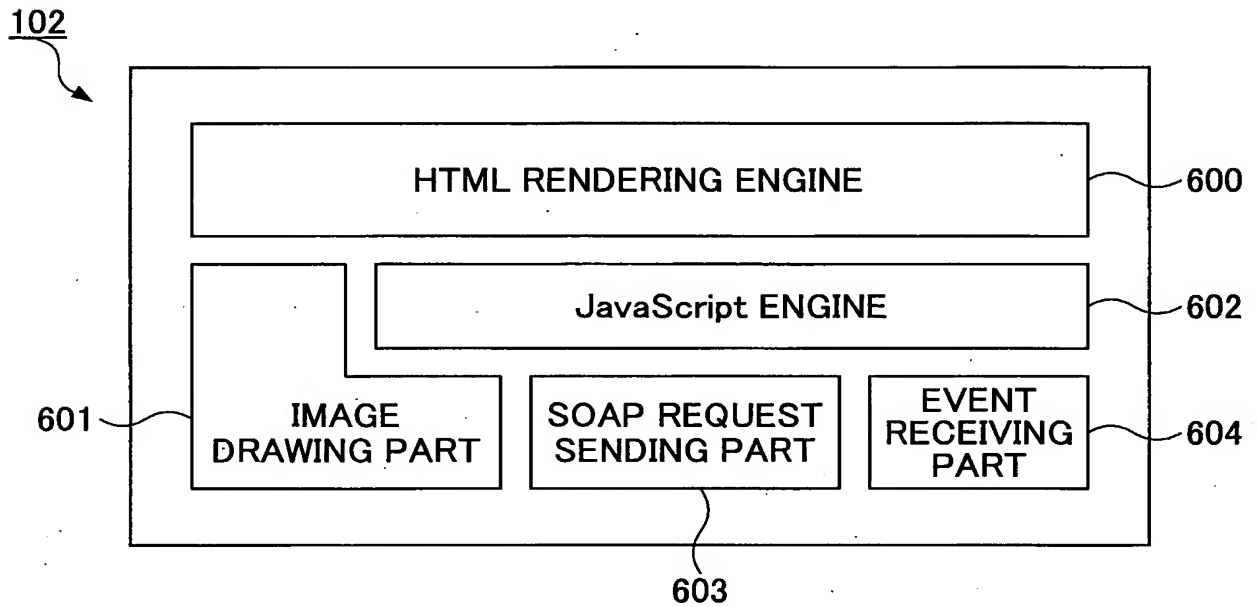 102
HTML RENDERING ENGINE
600
JavaScript ENGINE
602
601
IMAGE
DRAWING PART
SOAP REQUEST
SENDING PART
EVENT
RECEIVING
PART
604
603